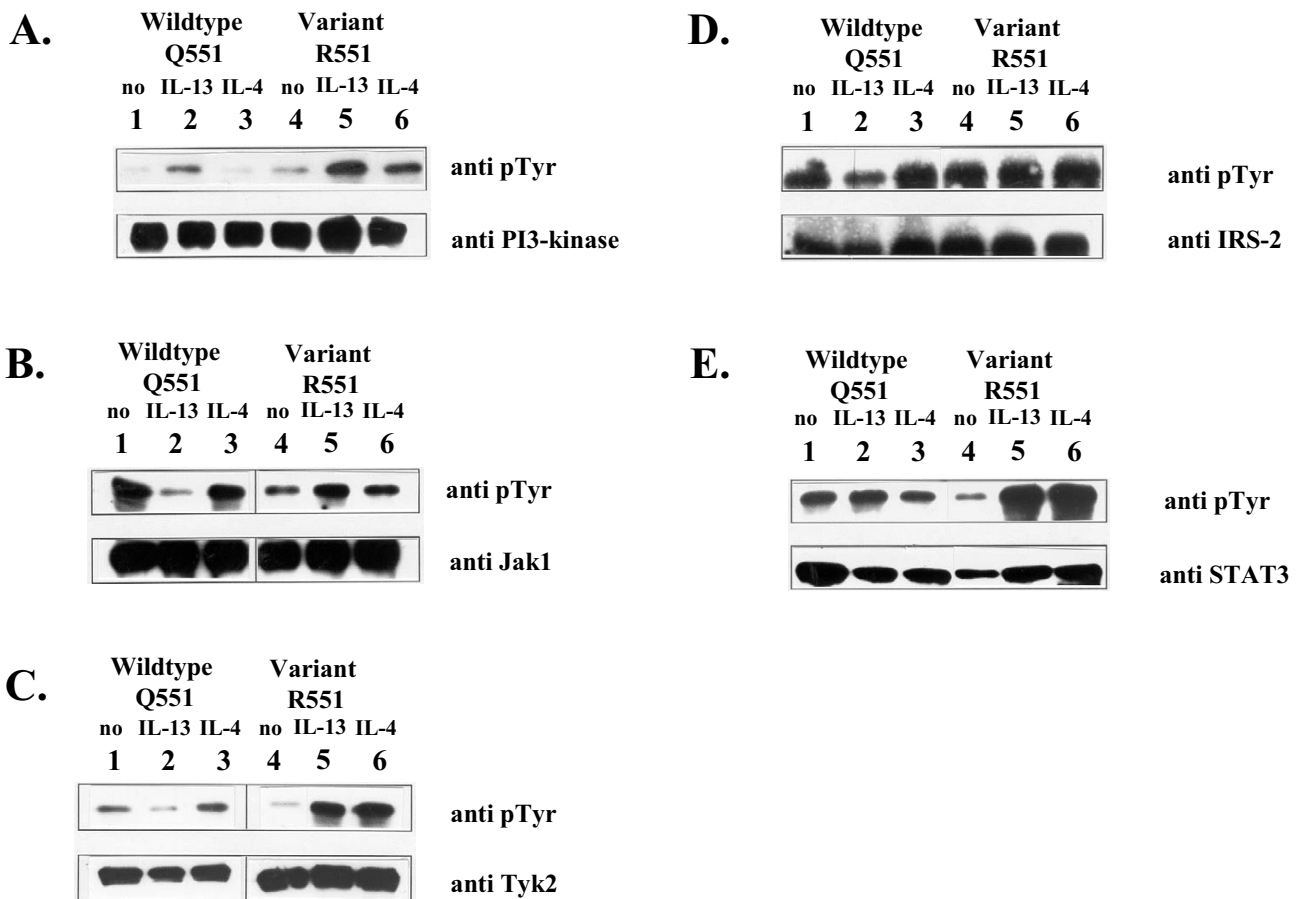 A.
Wildtype Variant
Q551 R551
no IL-13 IL-4 no IL-13 IL-4
1 2 3 4 5 6
anti pTyr
anti PI3-kinase
B.
Wildtype Variant
Q551 R551
no IL-13 IL-4 no IL-13 IL-4
1 2 3 4 5 6
anti pTyr
anti Jak1
C.
Wildtype Variant
Q551 R551
no IL-13 IL-4 no IL-13 IL-4
1 2 3 4 5 6
anti pTyr
anti Tyk2
D.
Wildtype Variant
Q551 R551
no IL-13 IL-4 no IL-13 IL-4
1 2 3 4 5 6
anti pTyr
anti IRS-2
E.
Wildtype Variant
Q551 R551
no IL-13 IL-4 no IL-13 IL-4
1 2 3 4 5 6
anti pTyr
anti STAT3